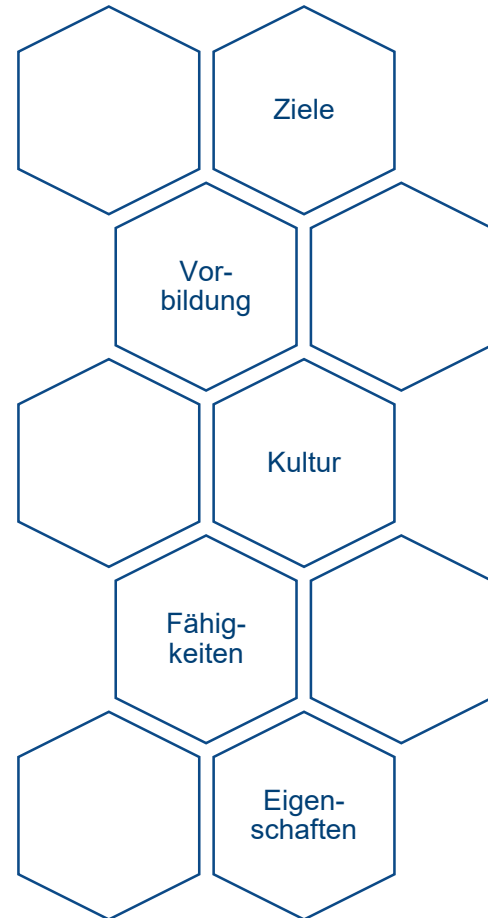 Ziele
Vor-
bildung
Kultur
Fähig-
keiten
Eigen-
schaften